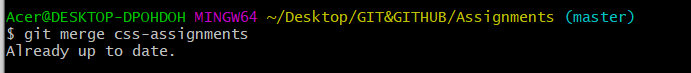 Acer@DESKTOP-DPOHDOH MINGW64 ~/Desktop/GIT&GITHUB/Assignments (master)
$ git merge css-assignments
Already up to date.